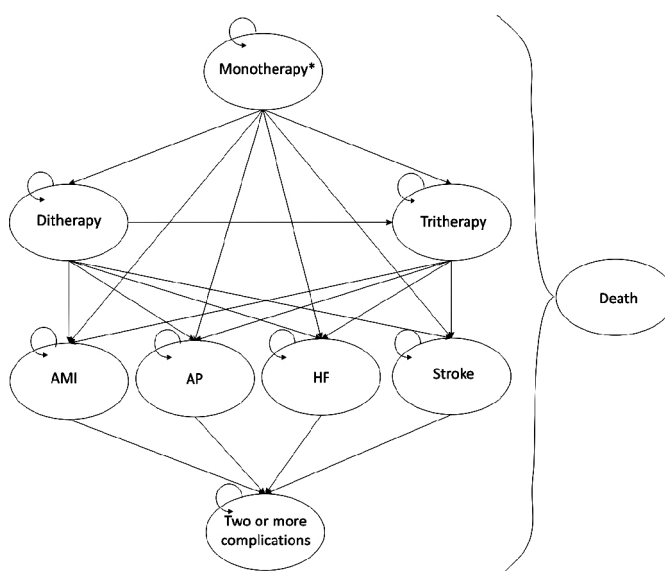 Monotherapy*
Ditherapy
Tritherapy
Death
AMI
AP
HF
Stroke
Two or more
complications